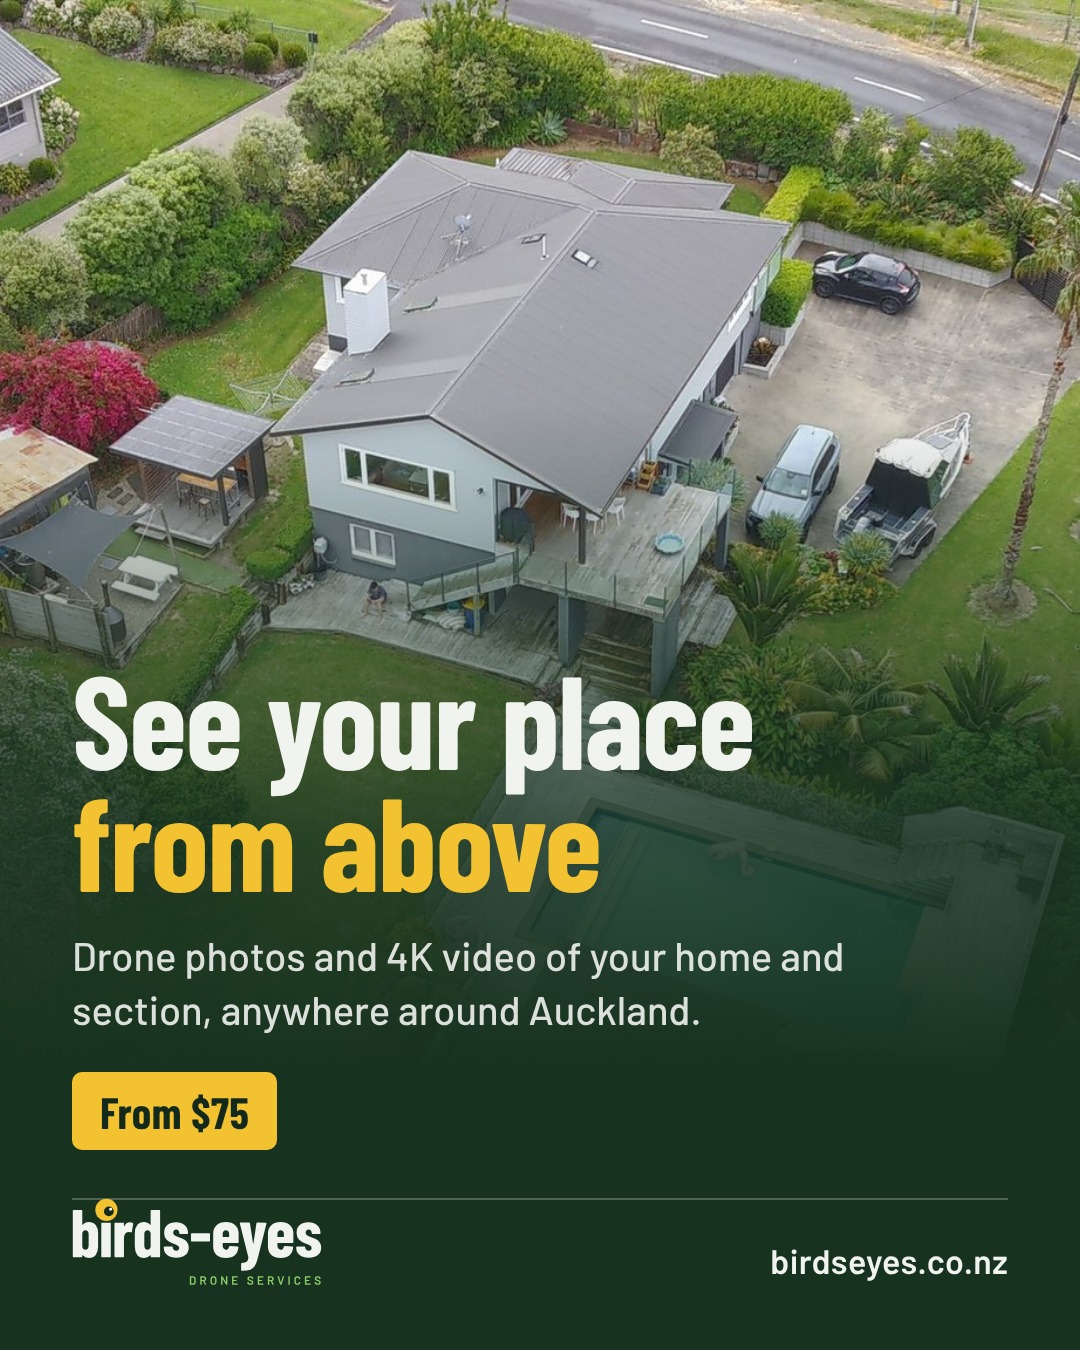 See your place
from above
Drone photos and 4K video of your home and
section, anywhere around Auckland.
From $75
birds-eyes
DRONE SERVICES
birdseyes.co.nz